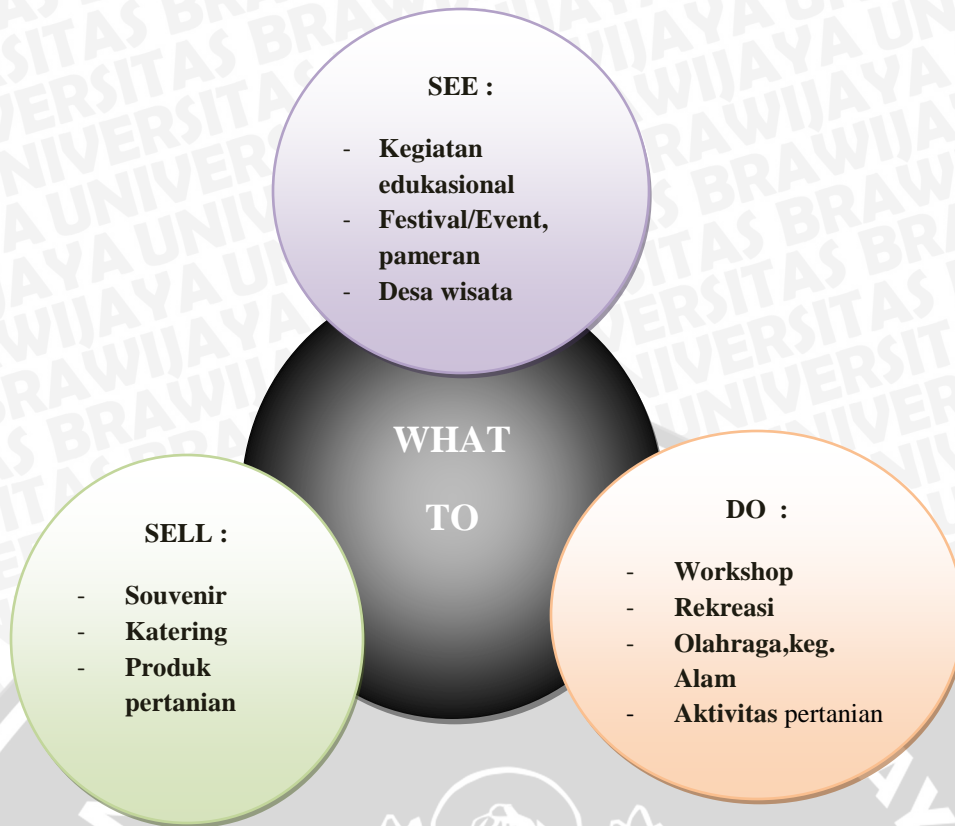 SEE :
- Kegiatan
edukasional
- Festival/Event,
pameran
- Desa wisata
WHAT
TO
SELL :
- Souvenir
- Katering
- Produk
pertanian
DO :
- Workshop
- Rekreasi
- Olahraga,keg.
Alam
- Aktivitas pertanian